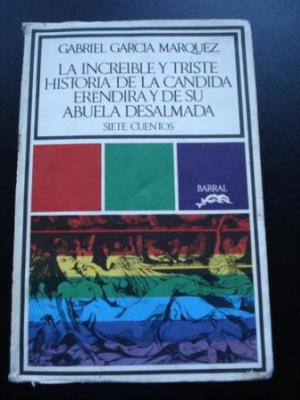 GABRIEL GARCIA MARQUEZ
LA INCREIBLE Y TRISTE
HISTORIA DE LA CANDIDA
ERENDIRA Y DE SU
ABUELA DESALMADA
SIETE CUENTOS
BARRAL